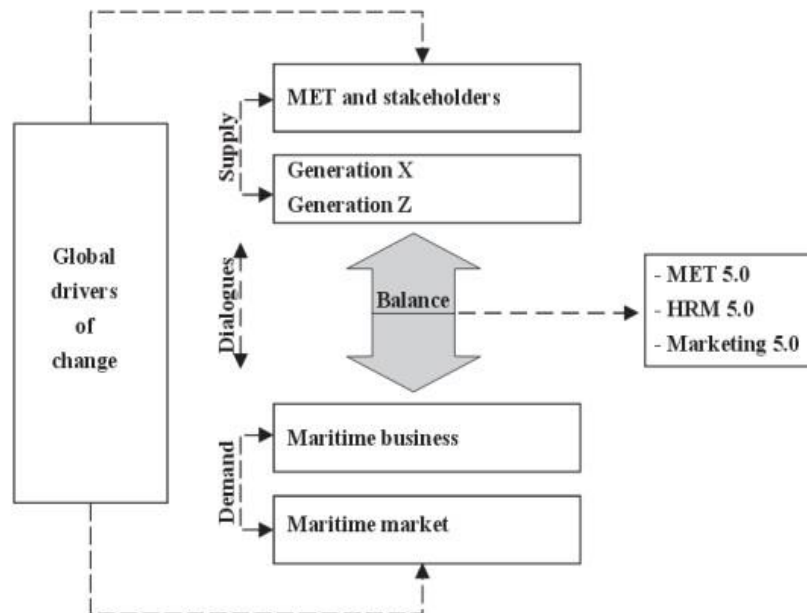 MET and stakeholders
Supply
Generation X
Generation Z
Global
drivers
of
change
Dialogues
Balance
- MET 5.0
- HRM 5.0
- Marketing 5.0
Demand
Maritime business
Maritime market